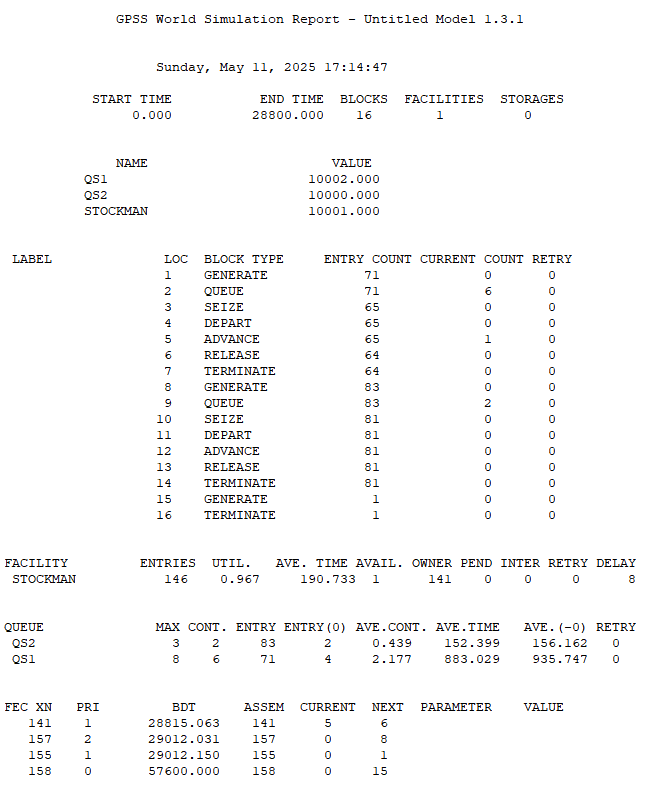 GPSS World Simulation Report - Untitled Model 1.3.1
Sunday, May 11, 2025 17:14:47
START TIME END TIME BLOCKS FACILITIES STORAGES
0.000 28800.000 16 1 0
NAME VALUE
QS1 10002.000
QS2 10000.000
STOCKMAN 10001.000
LABEL LOC BLOCK TYPE ENTRY COUNT CURRENT COUNT RETRY
1 GENERATE 71 0 0
2 QUEUE 71 6 0
3 SEIZE 65 0 0
4 DEPART 65 0 0
5 ADVANCE 65 1 0
6 RELEASE 64 0 0
7 TERMINATE 64 0 0
8 GENERATE 83 0 0
9 QUEUE 83 2 0
10 SEIZE 81 0 0
11 DEPART 81 0 0
12 ADVANCE 81 0 0
13 RELEASE 81 0 0
14 TERMINATE 81 0 0
15 GENERATE 1 0 0
16 TERMINATE 1 0 0
FACILITY ENTRIES UTIL. AVE. TIME AVAIL. OWNER PEND INTER RETRY DELAY
STOCKMAN 146 0.967 190.733 1 141 0 0 0 8
QUEUE MAX CONT. ENTRY ENTRY(0) AVE.CONT. AVE.TIME AVE.(-0) RETRY
QS2 3 2 83 2 0.439 152.399 156.162 0
QS1 8 6 71 4 2.177 883.029 935.747 0
FEC XN PRI BDT ASSEM CURRENT NEXT PARAMETER VALUE
141 1 28815.063 141 5 6
157 2 29012.031 157 0 8
155 1 29012.150 155 0 1
158 0 57600.000 158 0 15